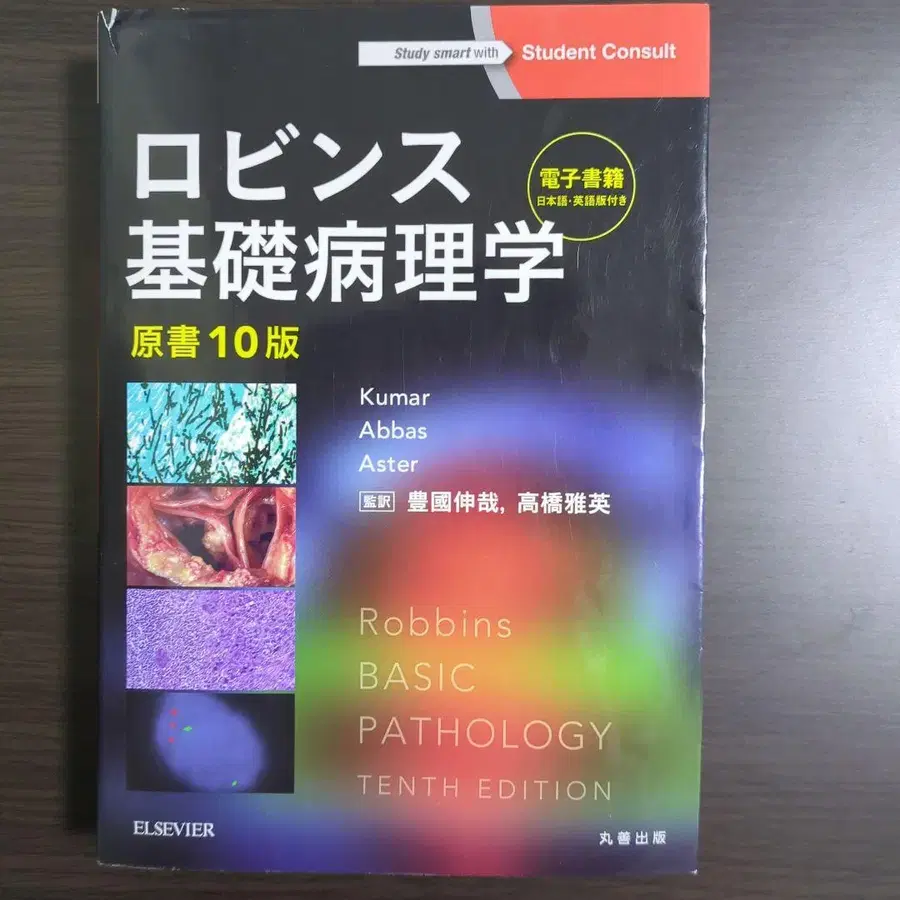 Study smart with Student Consult
ロビンス
基礎病理学
電子書籍
日本語・英語版付き
原書10版
Kumar
Abbas
Aster
監訳 豊國伸哉, 高橋雅英
Robbins
BASIC
PATHOLOGY
TENTH EDITION
ELSEVIER
丸善出版